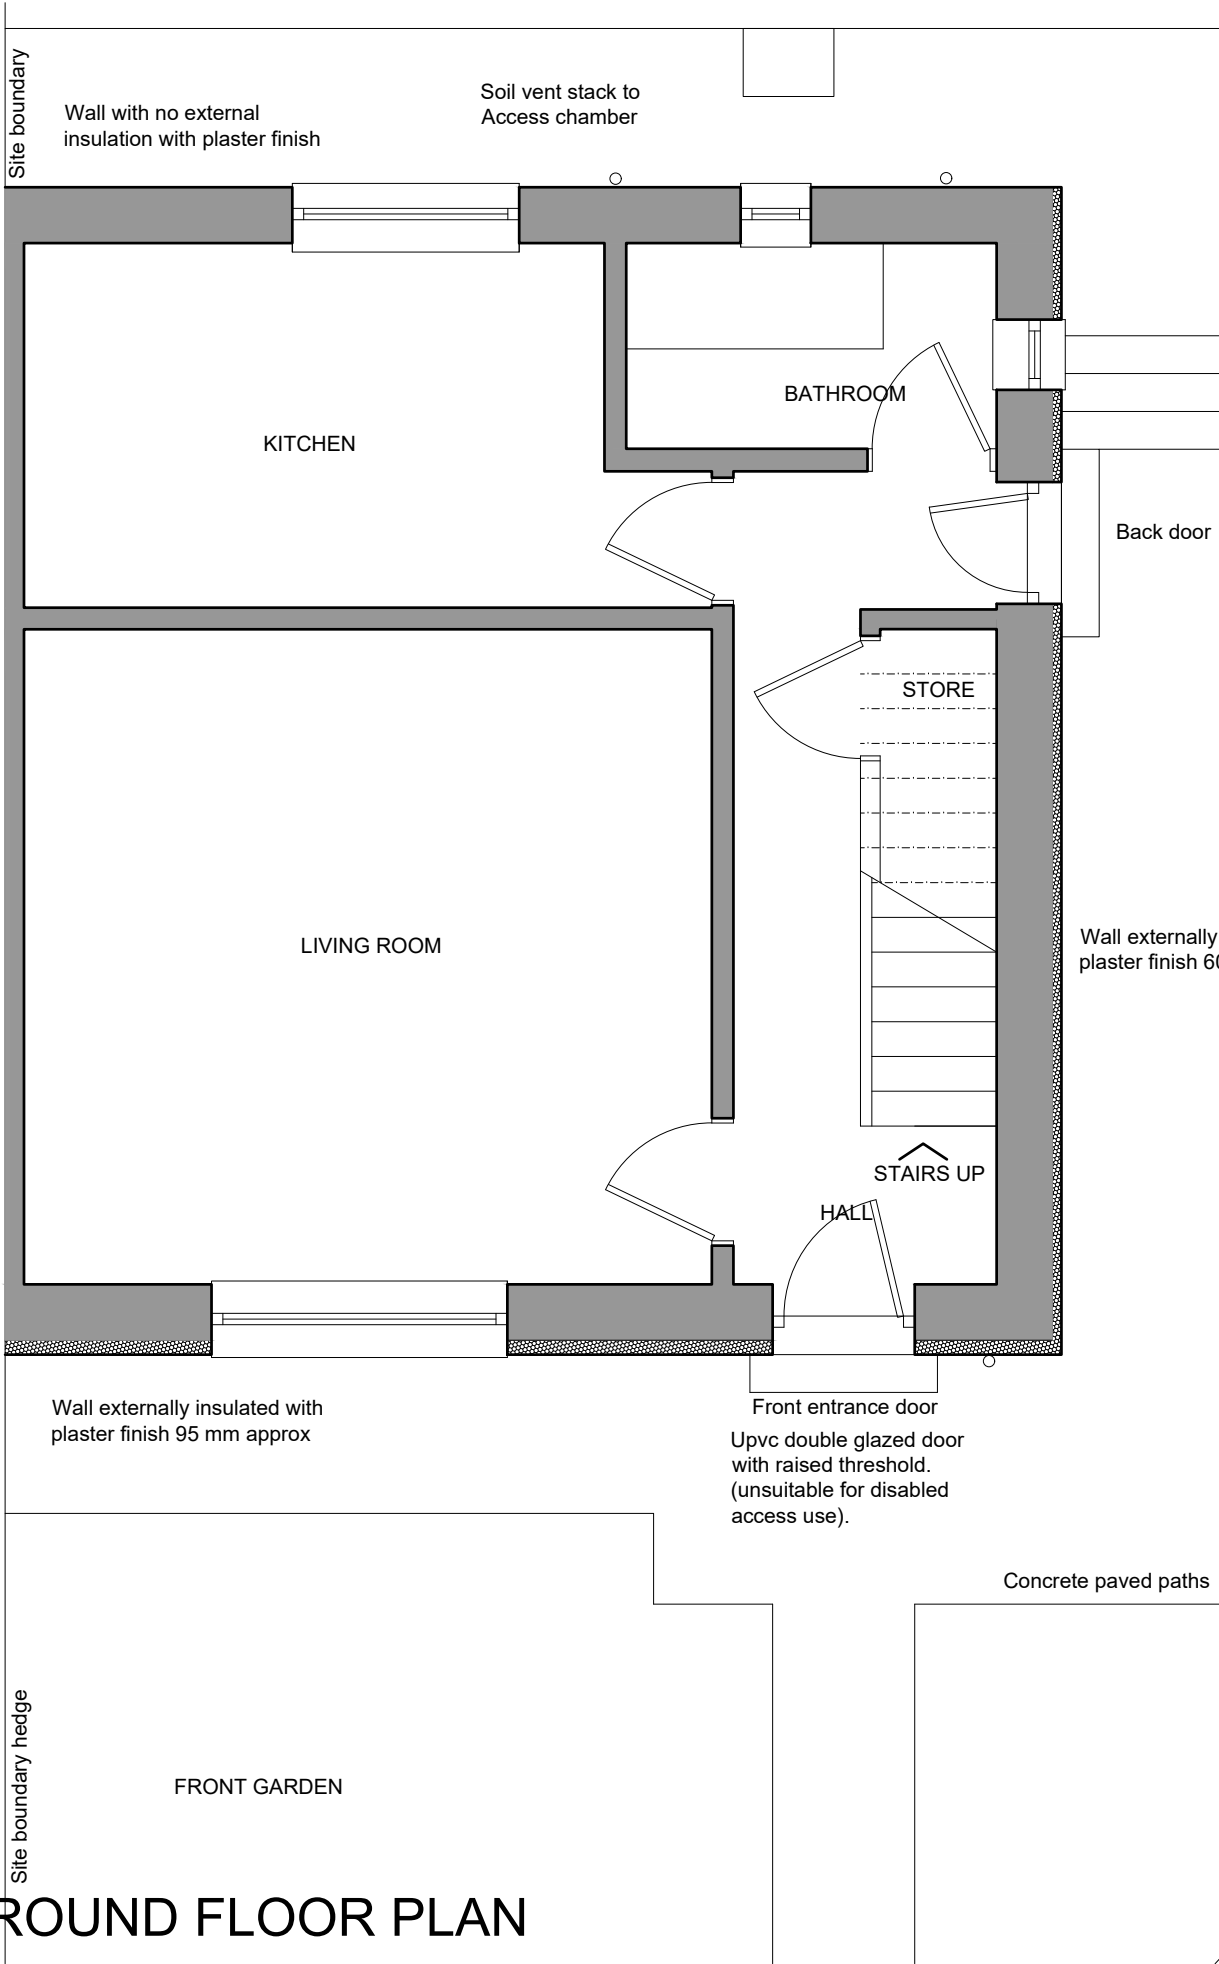 Site boundary
Wall with no external
insulation with plaster finish
Soil vent stack to
Access chamber
KITCHEN
BATHROOM
Back door
STORE
LIVING ROOM
Wall externally
plaster finish
STAIRS UP
HALL
Wall externally insulated with
plaster finish 95 mm approx
Front entrance door
Upvc double glazed door
with raised threshold.
(unsuitable for disabled
access use).
Concrete paved paths
Site boundary hedge
FRONT GARDEN
ROUND FLOOR PLAN